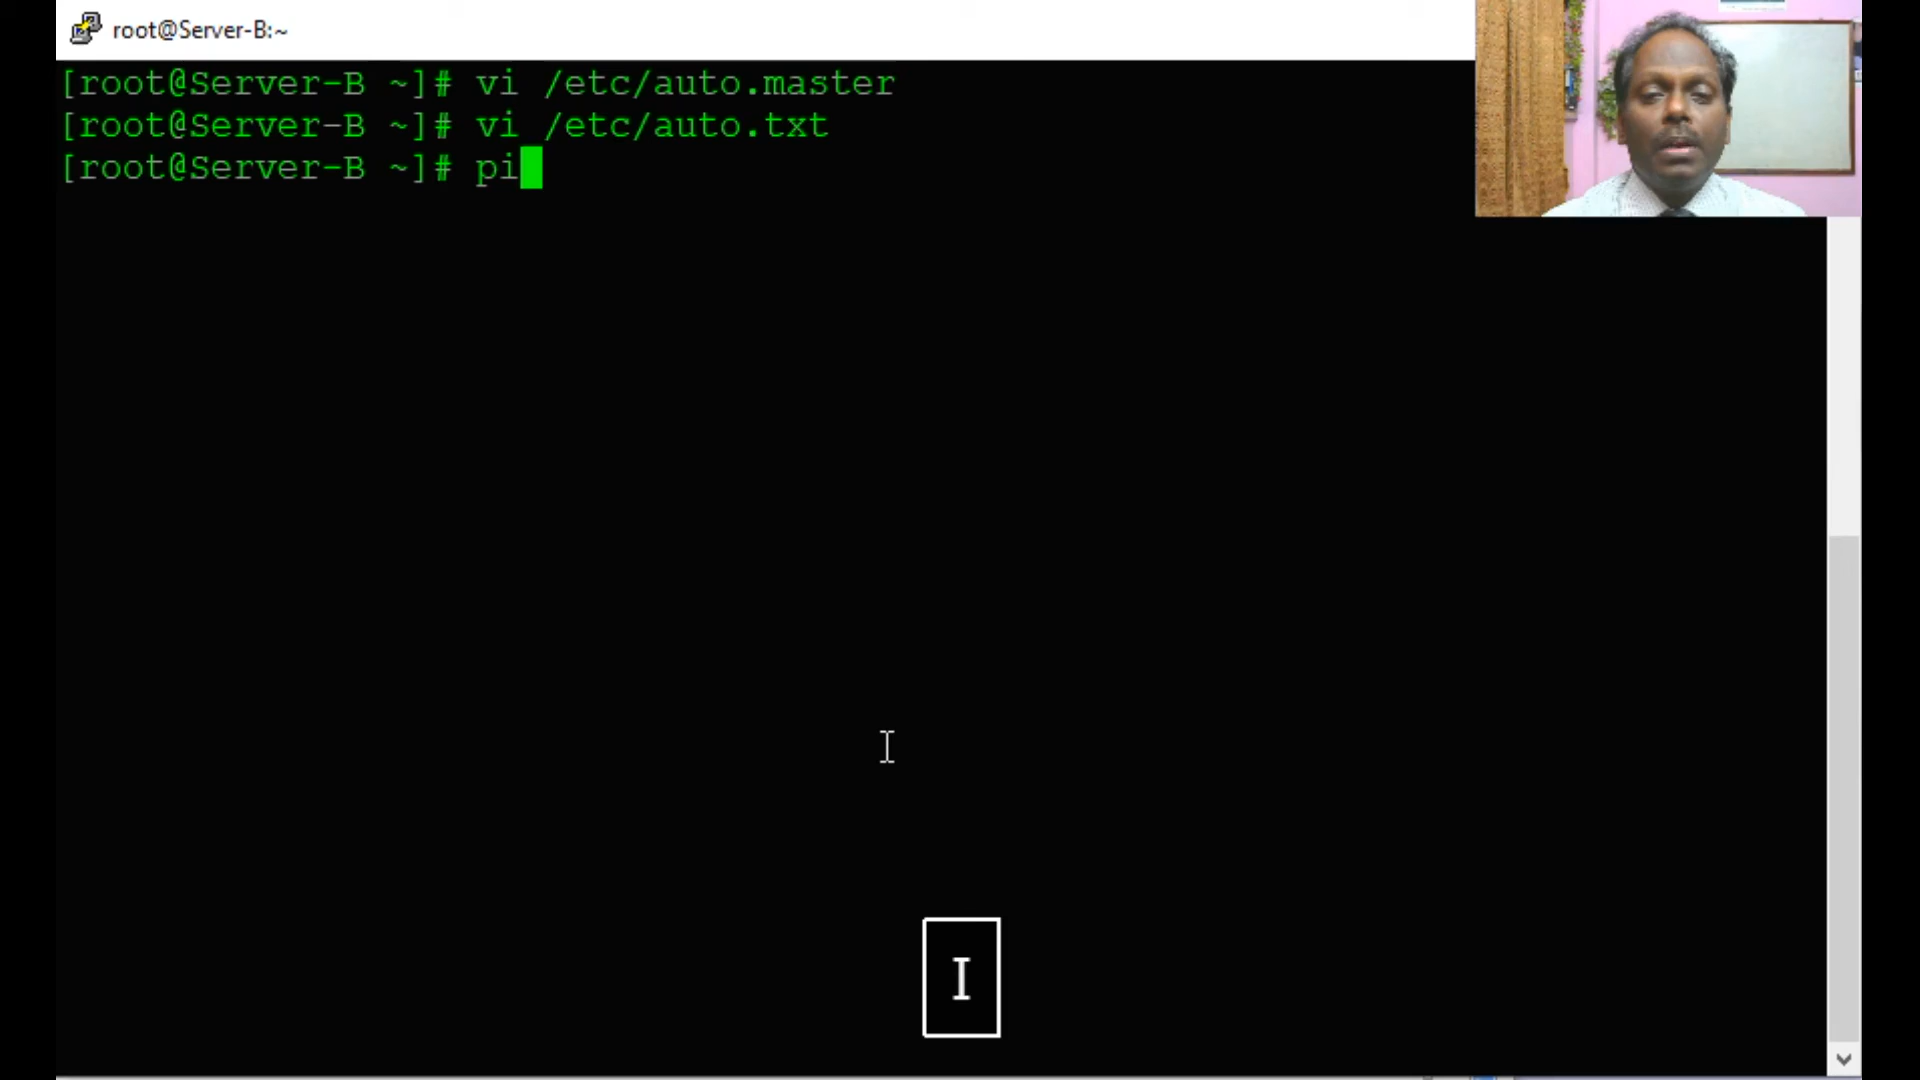 root@Server-B:~
[root@Server-B ~]# vi /etc/auto.master
[root@Server-B ~]# vi /etc/auto.txt
[root@Server-B ~]# pi
I